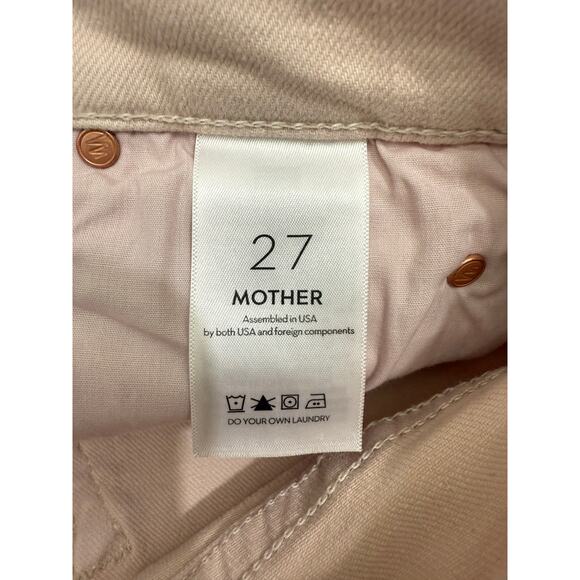 27
MOTHER
Assembled in USA
by both USA and foreign components
DO YOUR OWN LAUNDRY